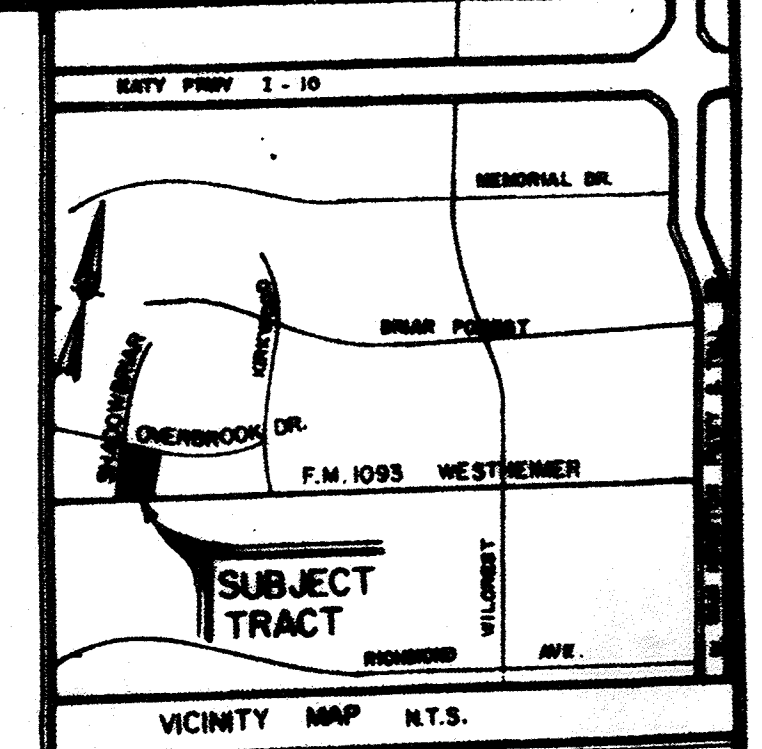 KATY PKWY I-10
MEMORIAL DR.
KIRKWOOD
BRIAR FOREST
SHADOWBRIAR
OVERBROOK DR.
F.M. 1093 WESTHEIMER
SUBJECT
TRACT
WILCREST
RICHMOND AVE.
VICINITY MAP N.T.S.